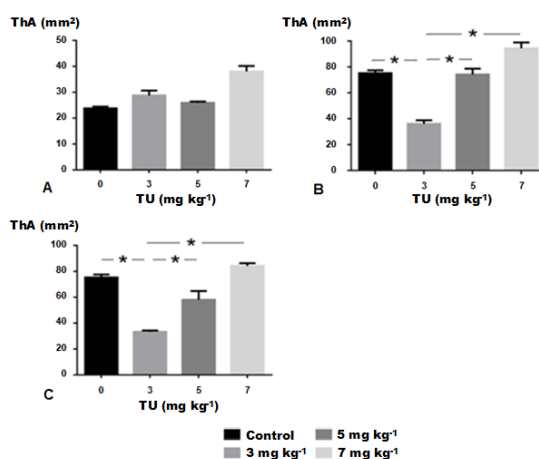 ThA (mm²)
50
40
30
20
10
0
0 3 5 7
A
TU (mg kg⁻¹)
ThA (mm²)
100
80
60
40
20
0
* * *
0 3 5 7
B
TU (mg kg⁻¹)
ThA (mm²)
100
80
60
40
20
0
* * *
0 3 5 7
C
TU (mg kg⁻¹)
Control 5 mg kg⁻¹
3 mg kg⁻¹ 7 mg kg⁻¹